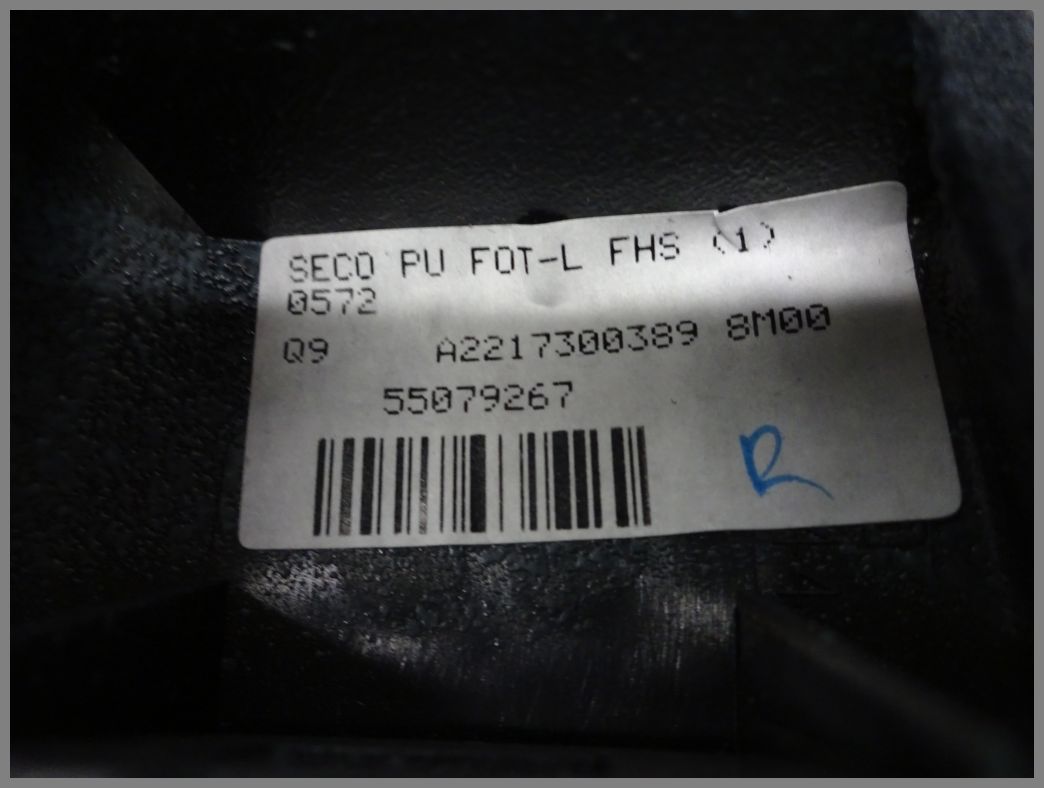 SECO PU FOT-L FHS (1)
0572
Q9 A2217300389 8M00
55079267
R